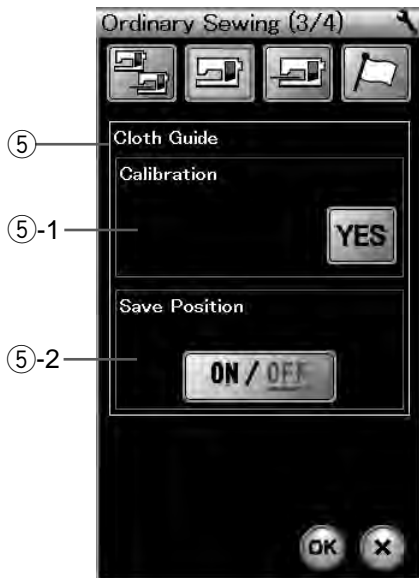 Ordinary Sewing (3/4)
⑤ Cloth Guide
Calibration
⑤-1
YES
Save Position
⑤-2
ON / OFF
OK ×